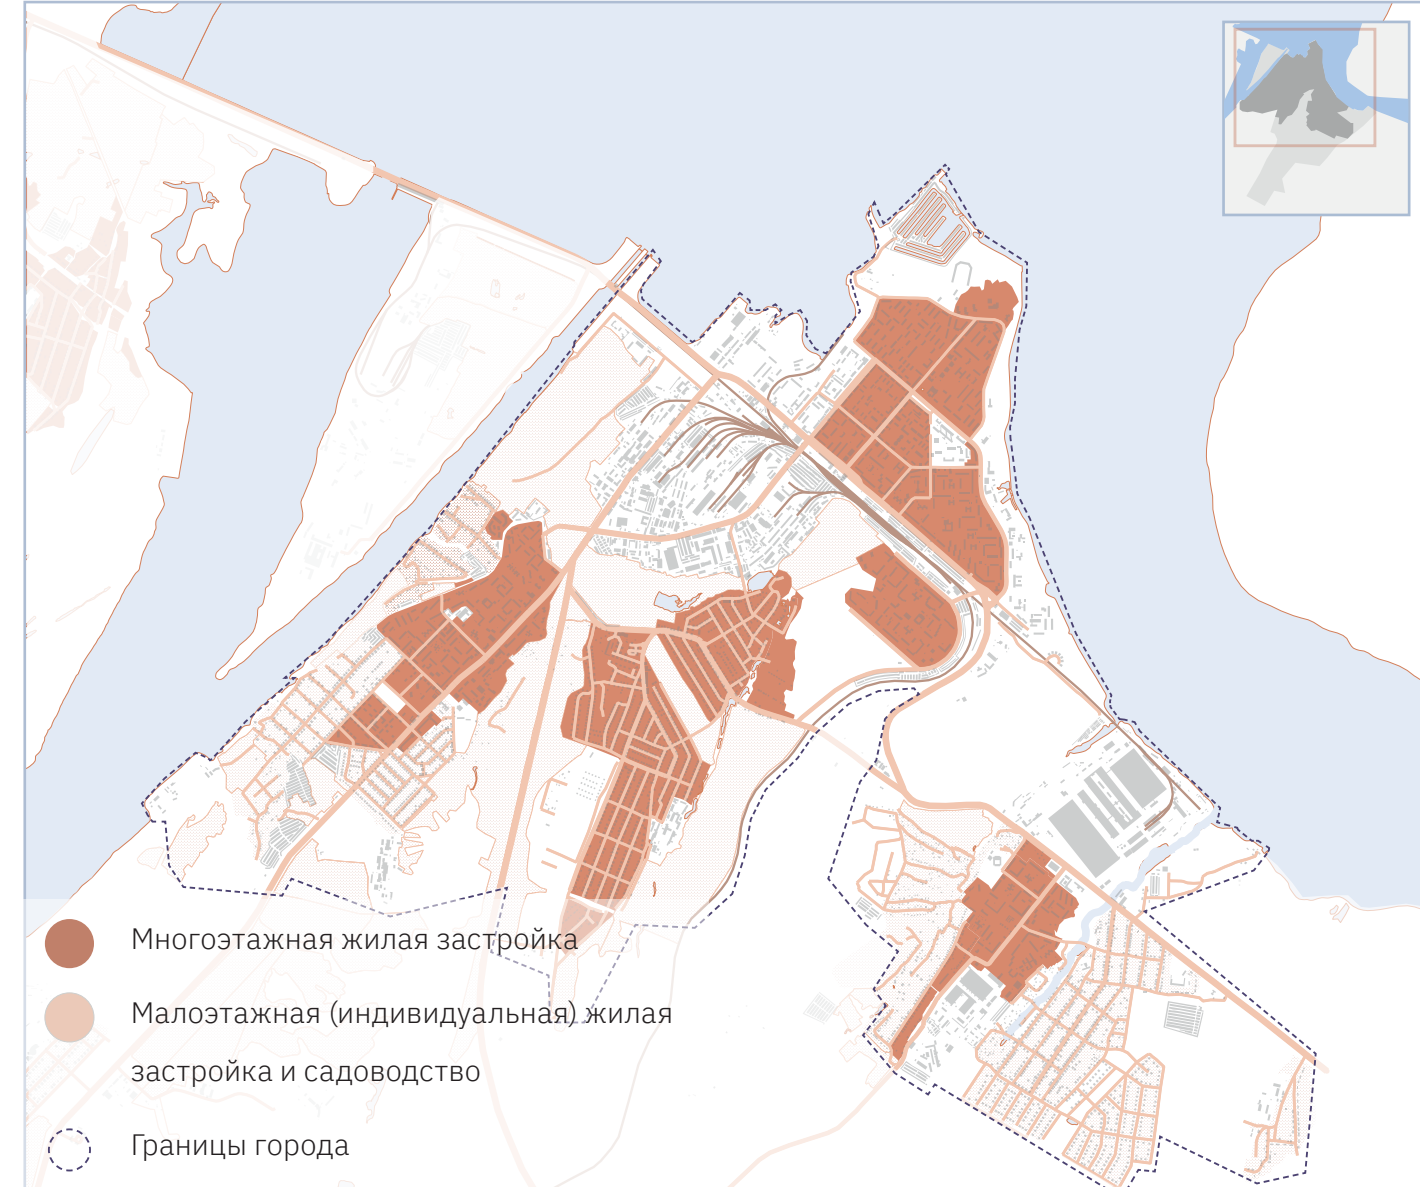 Многоэтажная жилая застройка
Малоэтажная (индивидуальная) жилая
застройка и садоводство
Границы города